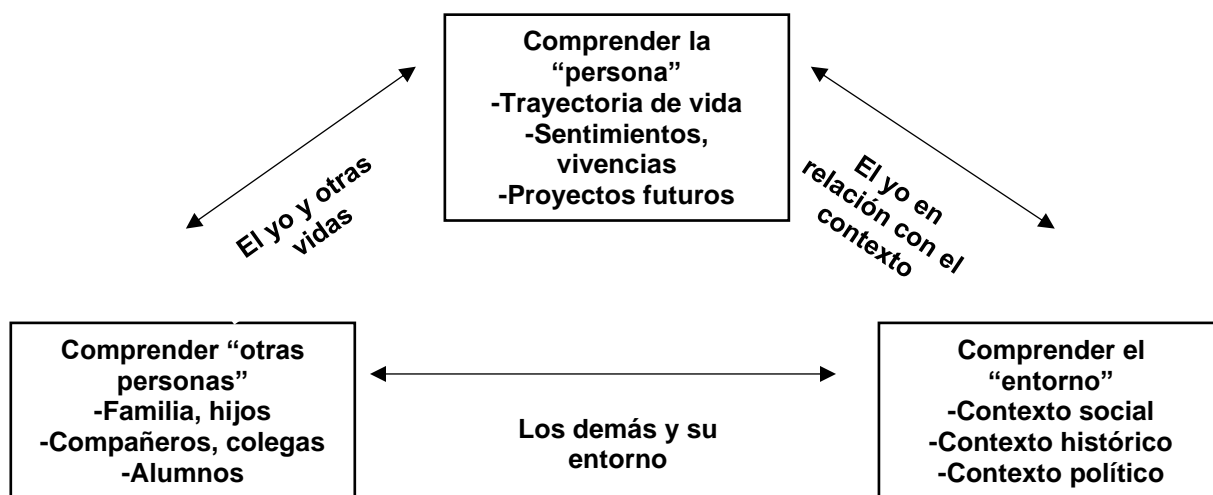 Comprender la
“persona”
-Trayectoria de vida
-Sentimientos,
vivencias
-Proyectos futuros
El yo y otras
vidas
El yo en
relación con el
contexto
Comprender “otras
personas”
-Familia, hijos
-Compañeros, colegas
-Alumnos
Los demás y su
entorno
Comprender el
“entorno”
-Contexto social
-Contexto histórico
-Contexto político